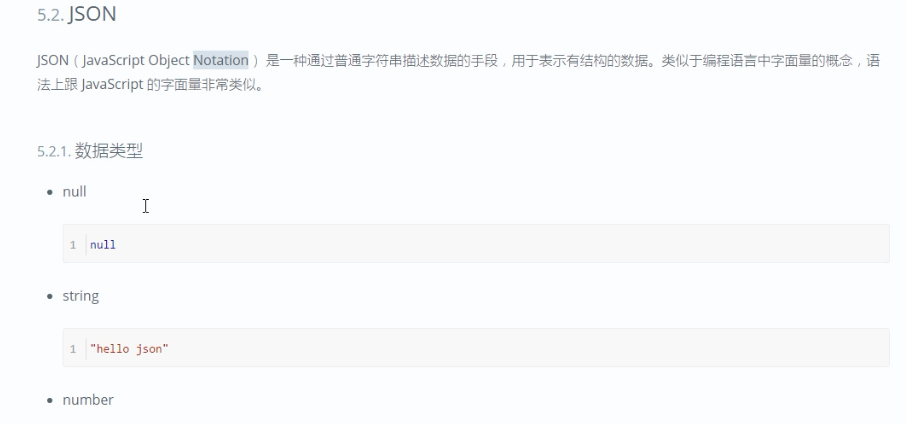 5.2. JSON
JSON（JavaScript Object Notation）是一种通过普通字符串描述数据的手段，用于表示有结构的数据。类似于编程语言中字面量的概念，语
法上跟 JavaScript 的字面量非常类似。
5.2.1. 数据类型
• null
1 null
• string
1 "hello json"
• number